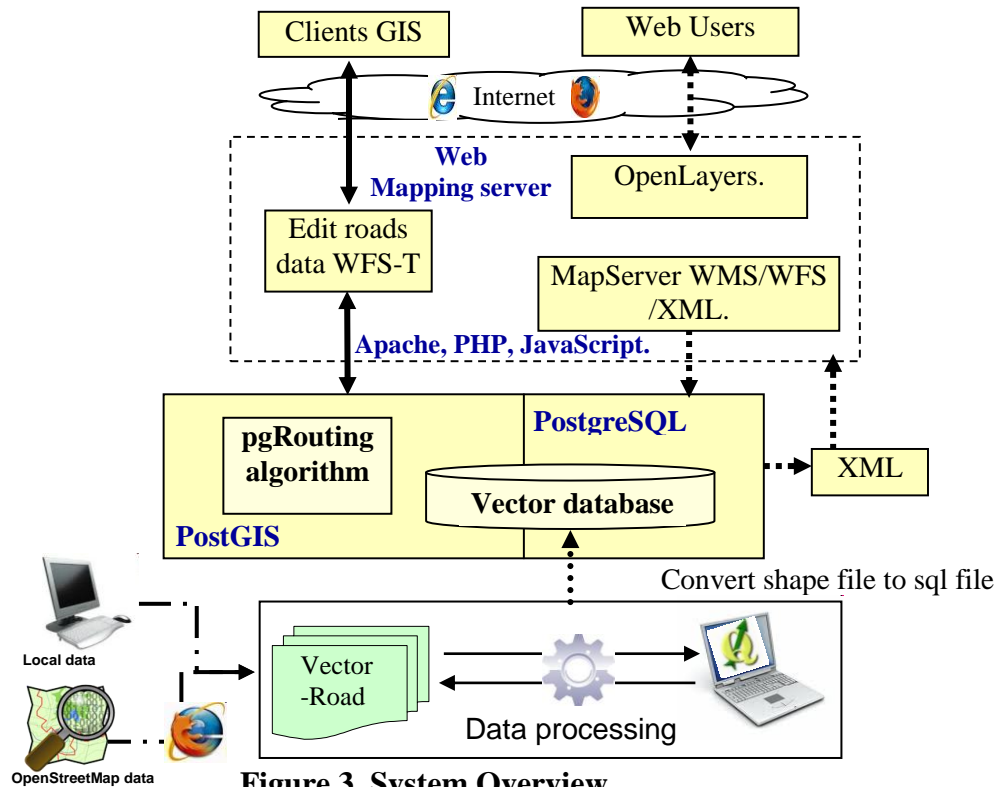 Clients GIS
Web Users
Internet
Web
Mapping server
OpenLayers.
Edit roads
data WFS-T
MapServer WMS/WFS
/XML.
Apache, PHP, JavaScript.
pgRouting
algorithm
PostgreSQL
XML
Vector database
PostGIS
Convert shape file to sql file
Local data
Vector
-Road
Data processing
OpenStreetMap data
Figure 3. System Overview